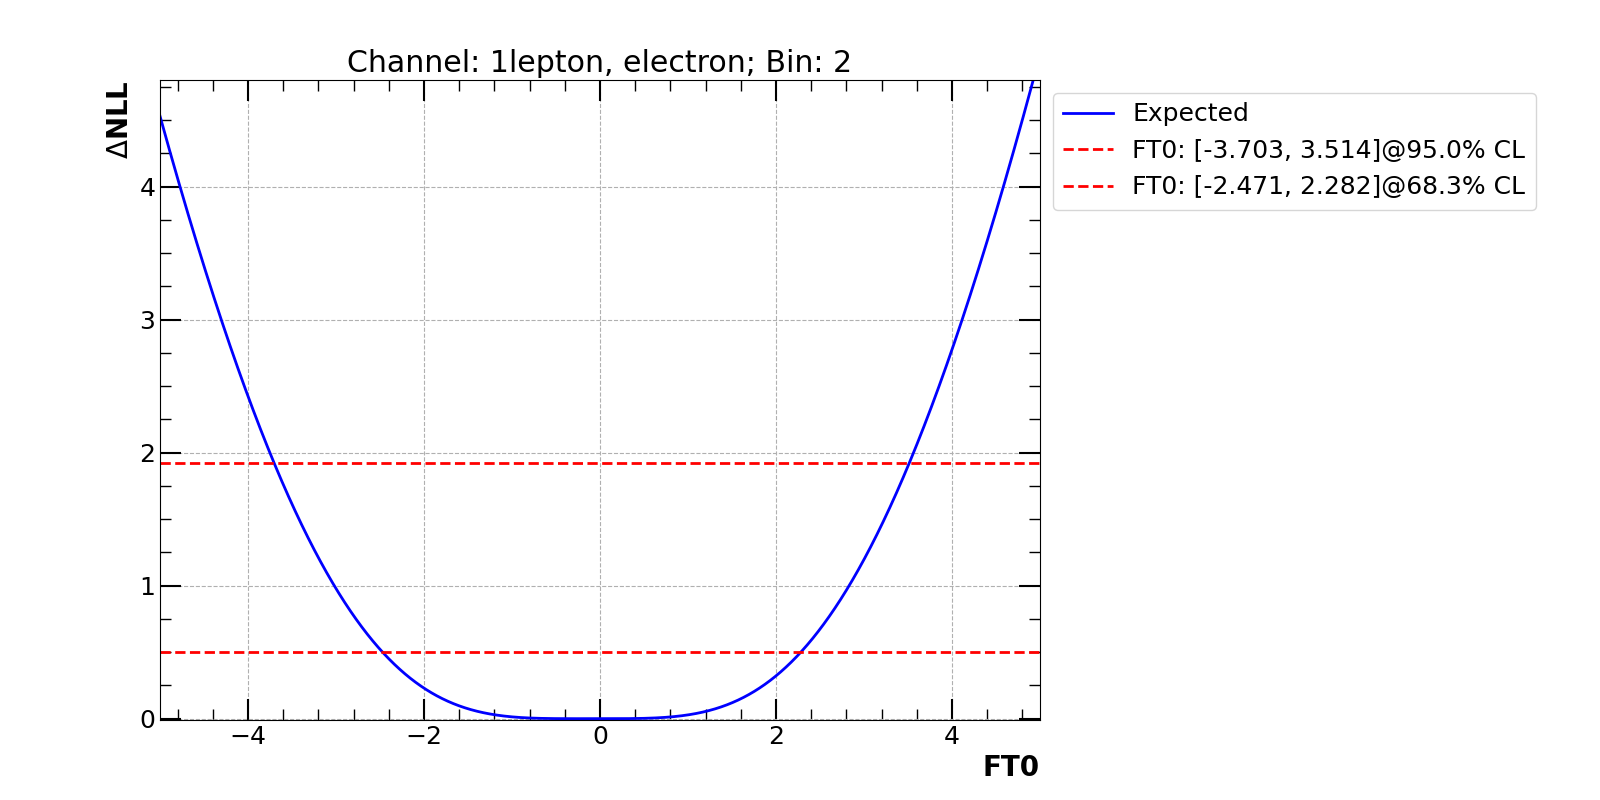 Channel: 1lepton, electron; Bin: 2
ΔNLL
4
3
2
1
0
−4
−2
0
2
4
FT0
Expected
FT0: [-3.703, 3.514]@95.0% CL
FT0: [-2.471, 2.282]@68.3% CL